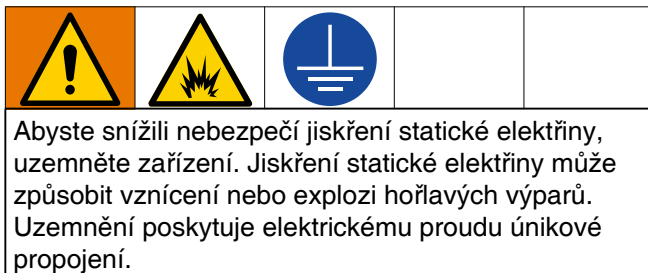 Abyste snížili nebezpečí jiskření statické elektřiny,
uzemněte zařízení. Jiskření statické elektřiny může
způsobit vznícení nebo explozi hořlavých výparů.
Uzemnění poskytuje elektrickému proudu únikové
propojení.